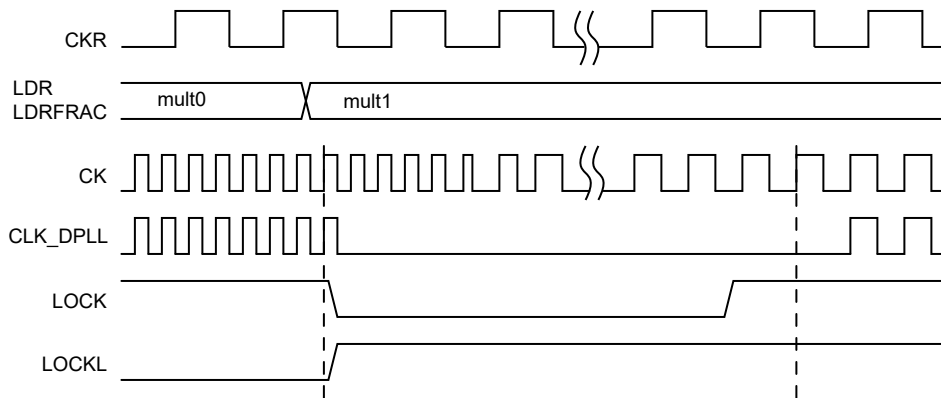 CKR
LDR
LDRFRAC
mult0
mult1
CK
CLK_DPLL
LOCK
LOCKL